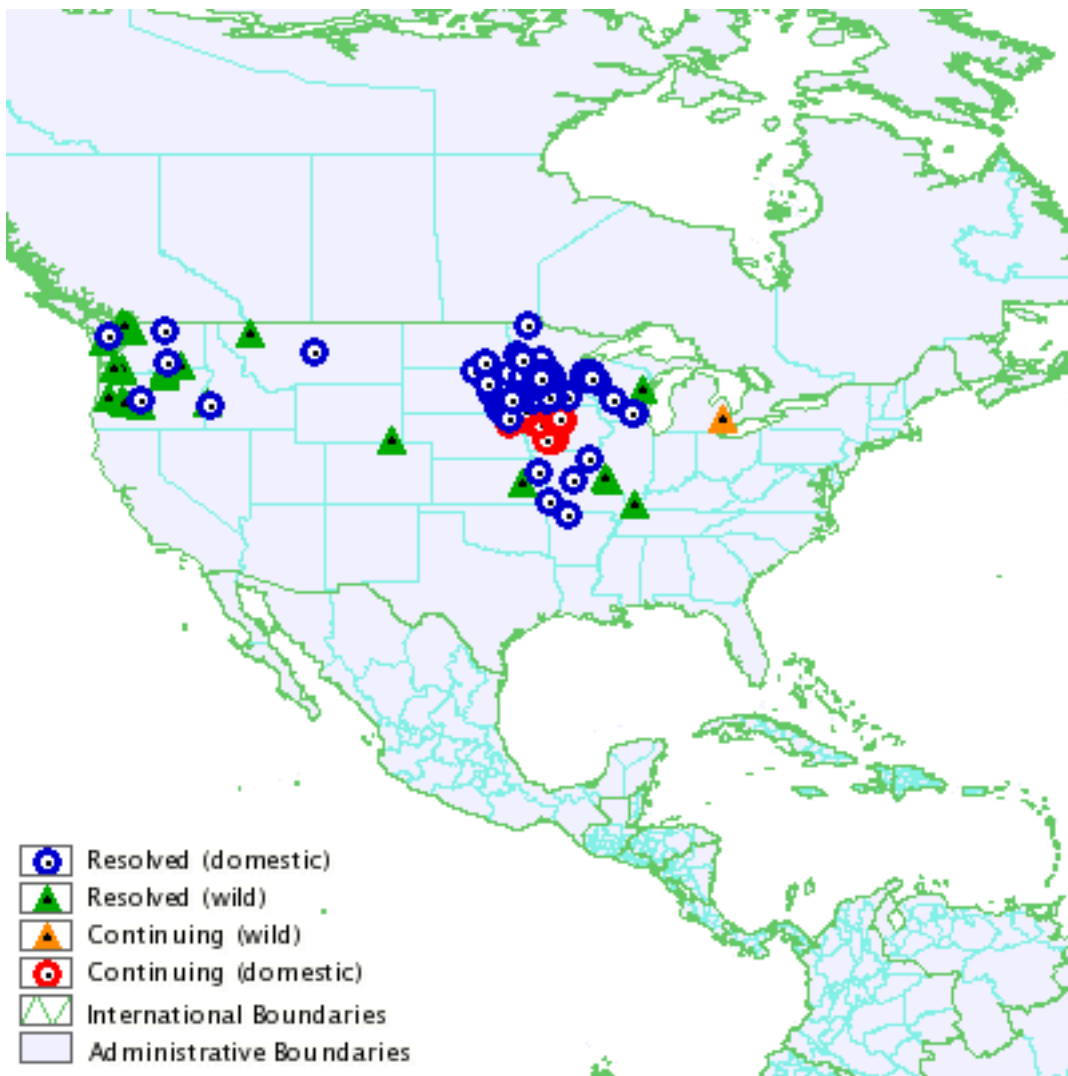 Resolved (domestic)
Resolved (wild)
Continuing (wild)
Continuing (domestic)
International Boundaries
Administrative Boundaries